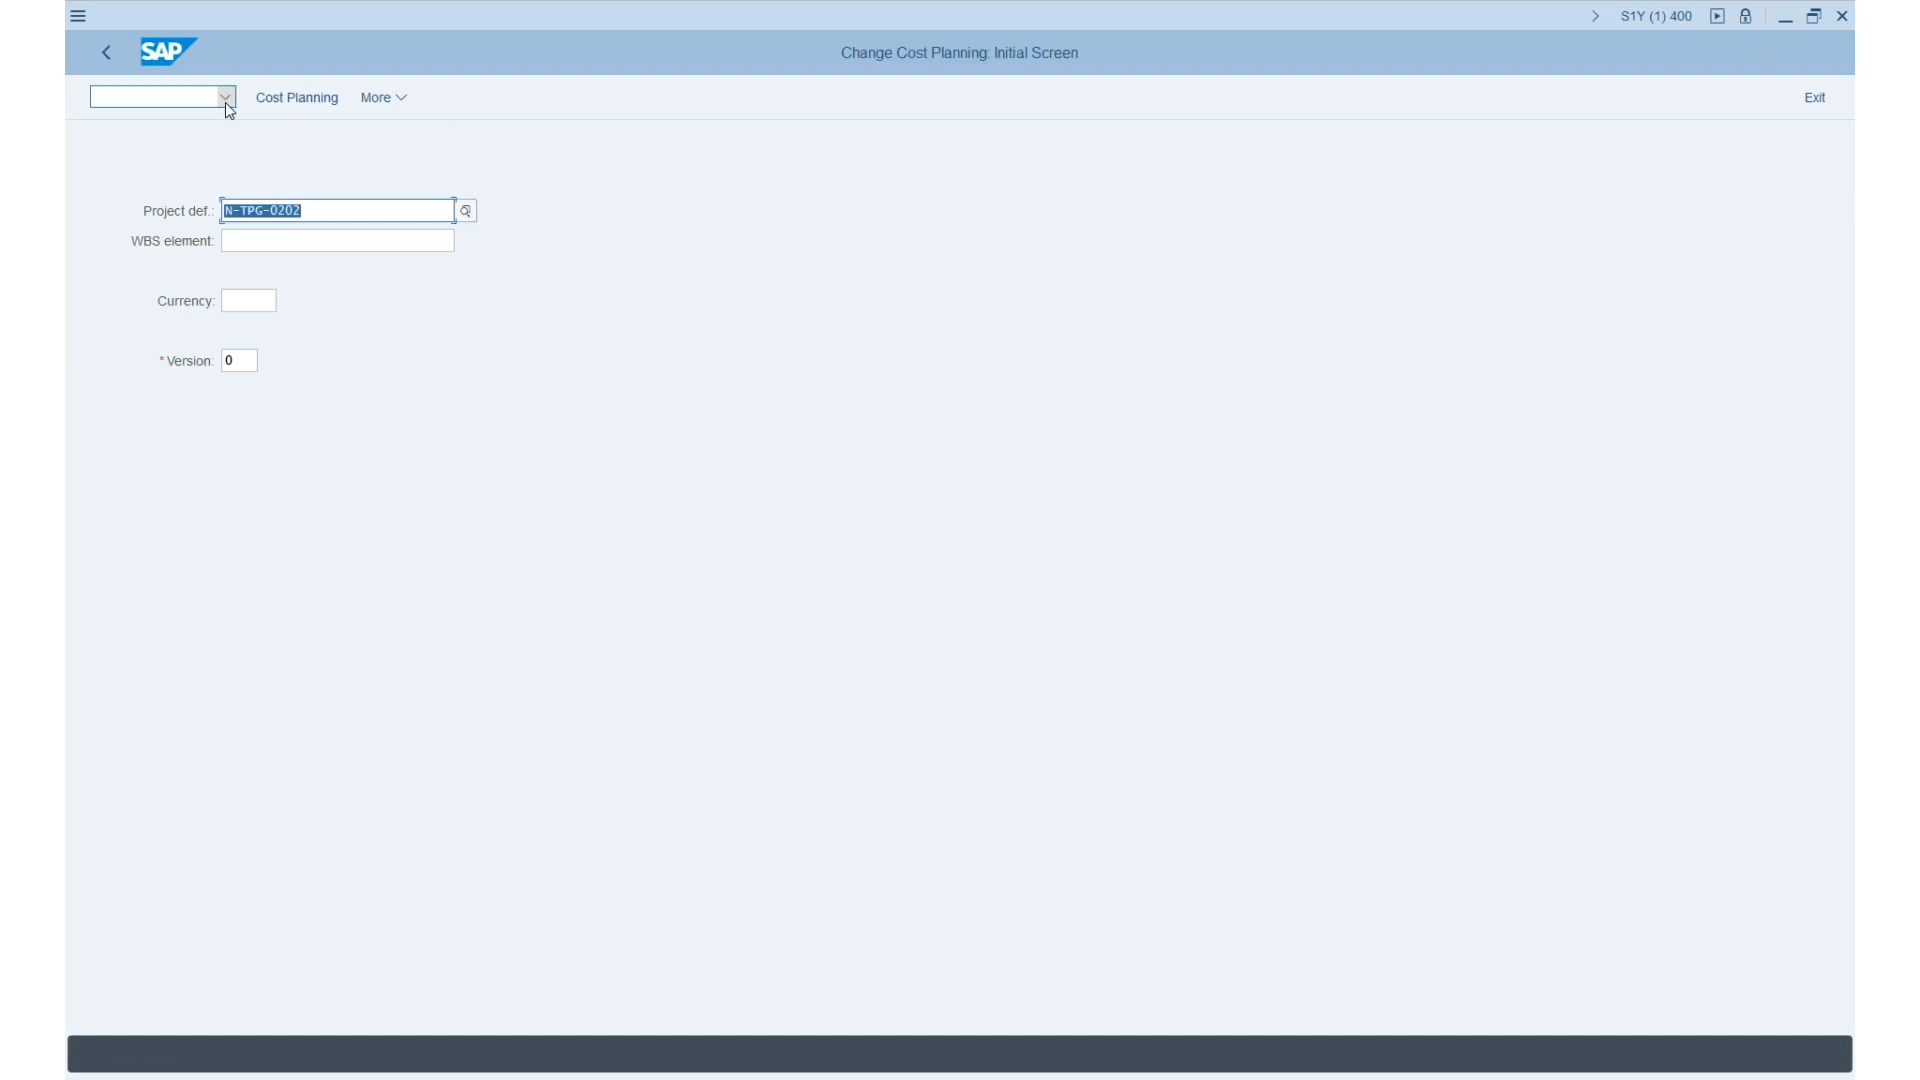 S1Y (1) 400
SAP
Change Cost Planning: Initial Screen
Cost Planning More Exit
Project def.: N-TPG-0202
WBS element:
Currency:
* Version: 0